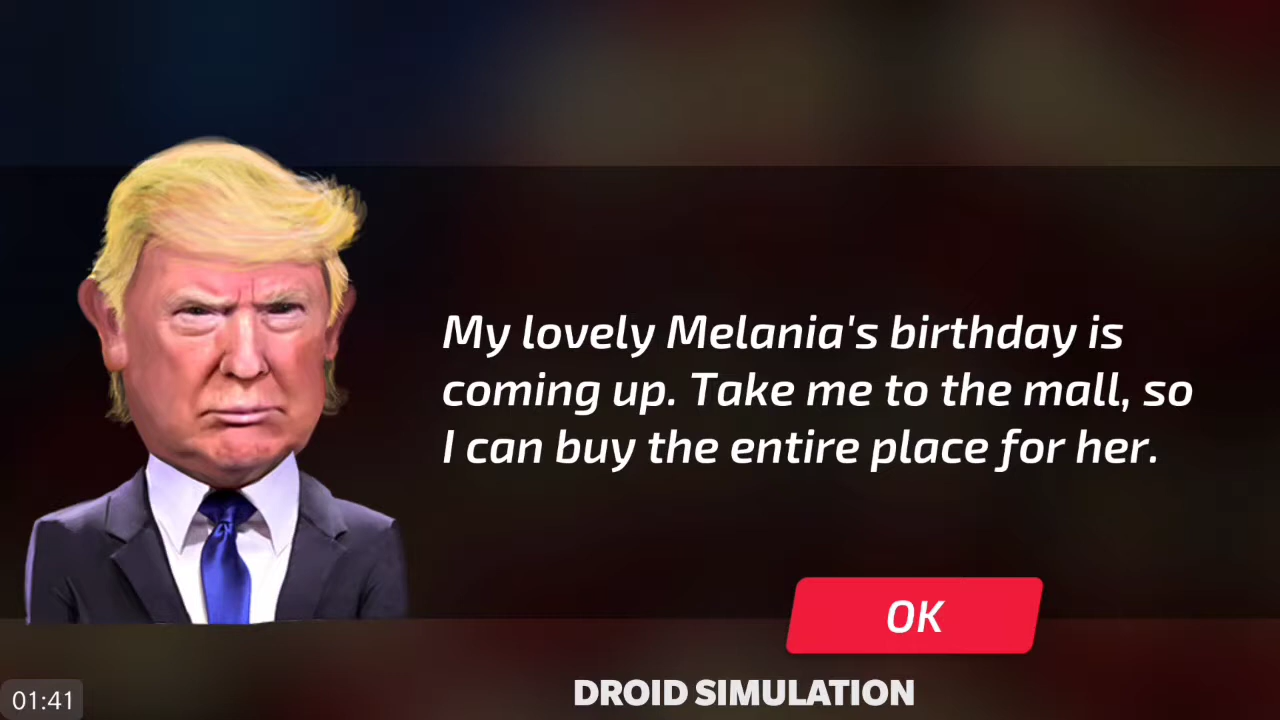 My lovely Melania's birthday is
coming up. Take me to the mall, so
I can buy the entire place for her.
OK
DROID SIMULATION
01:41